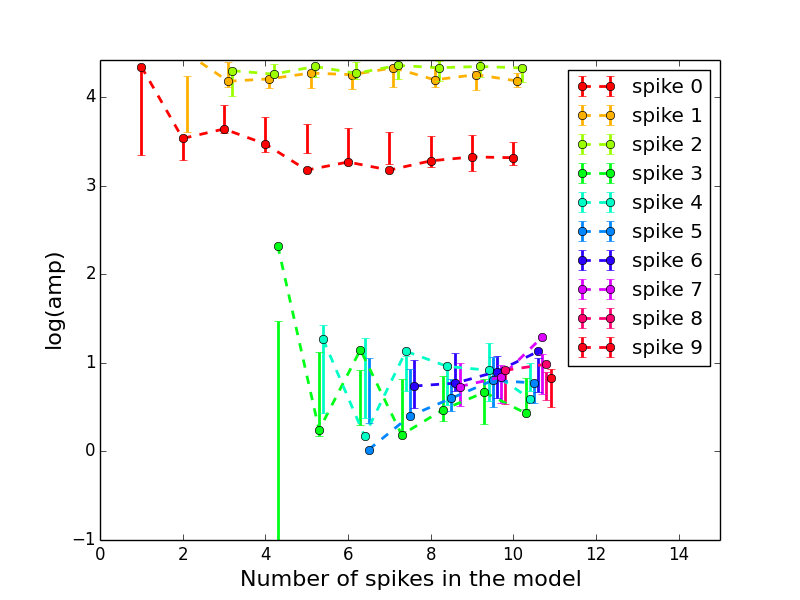 4
3
2
1
0
−1
0 2 4 6 8 10 12 14
log(amp)
Number of spikes in the model
spike 0
spike 1
spike 2
spike 3
spike 4
spike 5
spike 6
spike 7
spike 8
spike 9